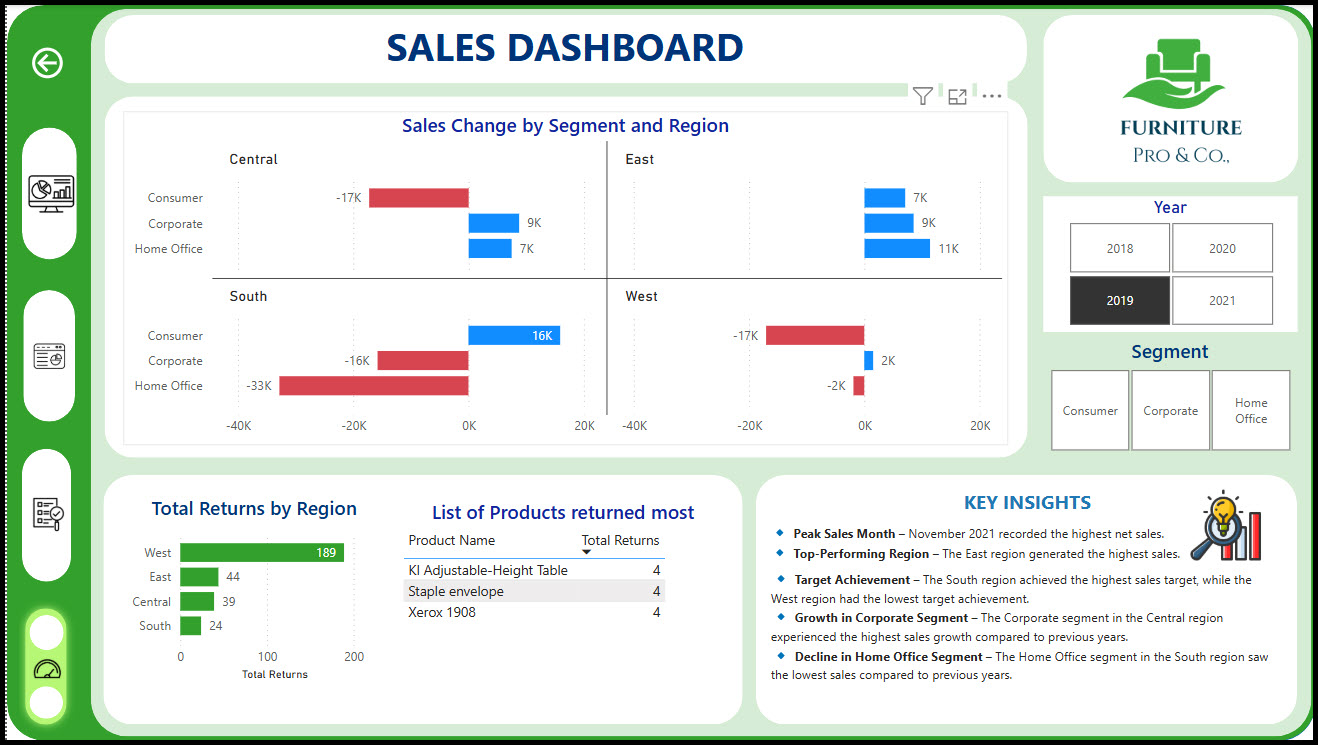 SALES DASHBOARD
FURNITURE
PRO & CO.,
Sales Change by Segment and Region
Central
Consumer -17K
Corporate 9K
Home Office 7K
East
7K
9K
11K
South
Consumer 16K
Corporate -16K
Home Office -33K
-40K -20K 0K 20K
West
-17K
2K
-2K
-40K -20K 0K 20K
Year
2018 2020
2019 2021
Segment
Consumer Corporate Home
Office
Total Returns by Region
West 189
East 44
Central 39
South 24
0 100 200
Total Returns
List of Products returned most
Product Name Total Returns
KI Adjustable-Height Table 4
Staple envelope 4
Xerox 1908 4
KEY INSIGHTS
Peak Sales Month – November 2021 recorded the highest net sales.
Top-Performing Region – The East region generated the highest sales.
Target Achievement – The South region achieved the highest sales target, while the
West region had the lowest target achievement.
Growth in Corporate Segment – The Corporate segment in the Central region
experienced the highest sales growth compared to previous years.
Decline in Home Office Segment – The Home Office segment in the South region saw
the lowest sales compared to previous years.